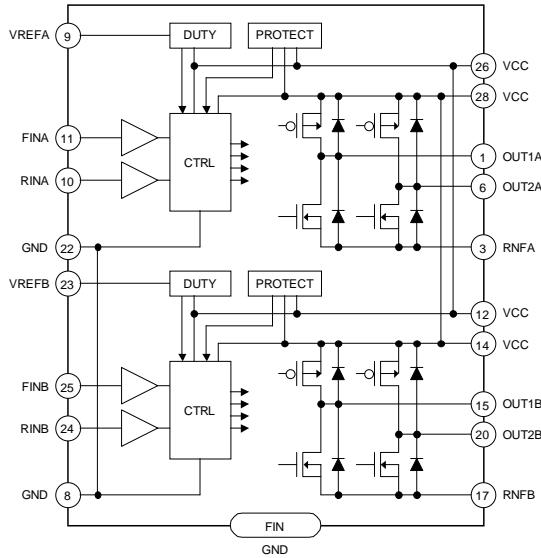 VREFA 9 DUTY PROTECT
26 VCC
28 VCC
FINA 11
CTRL
1 OUT1A
RINA 10
6 OUT2A
GND 22
3 RNFA
VREFB 23 DUTY PROTECT
12 VCC
14 VCC
FINB 25
CTRL
15 OUT1B
RINB 24
20 OUT2B
GND 8
17 RNFB
FIN
GND